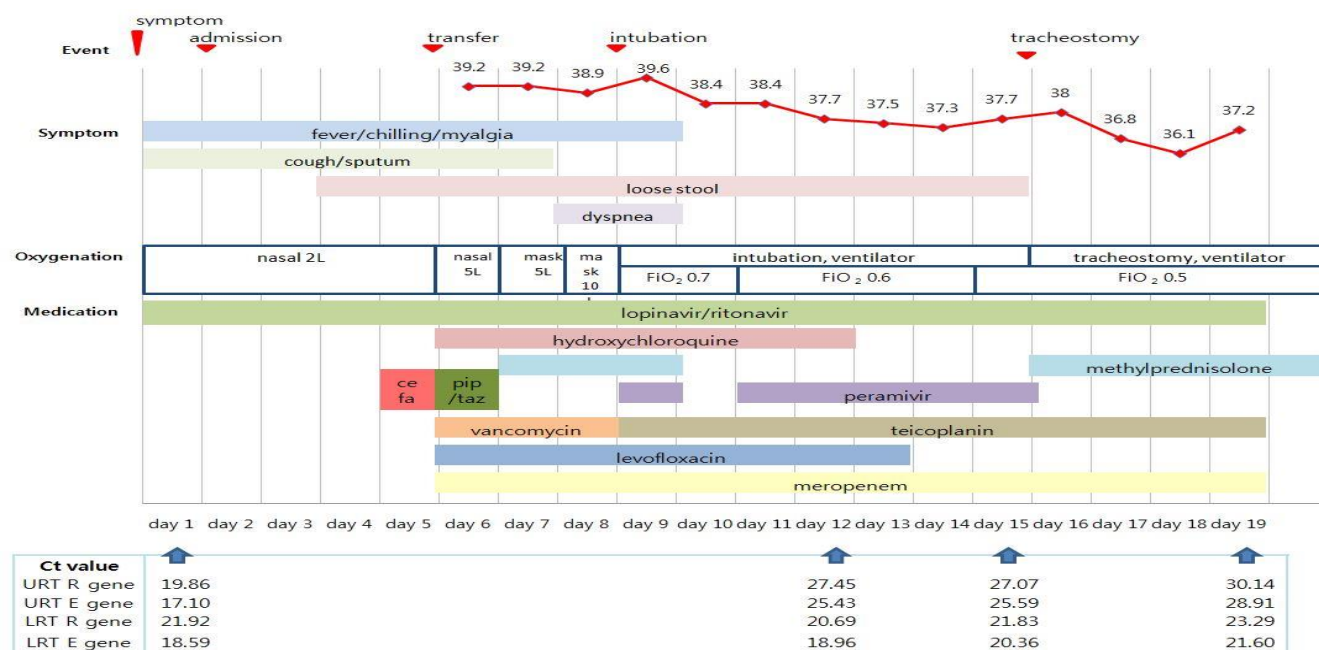 symptom
admission transfer intubation tracheostomy
Event
39.2 39.2 38.9 39.6 38.4 38.4 37.7 37.5 37.3 37.7 38 36.8 36.1 37.2
Symptom fever/chilling/myalgia
cough/sputum
loose stool
dyspnea
Oxygenation nasal 2L nasal 5L mask 5L ma sk 10 intubation, ventilator tracheostomy, ventilator
FiO2 0.7 FiO 2 0.6 FiO 2 0.5
Medication lopinavir/ritonavir
hydroxychloroquine
methylprednisolone
ce fa pip /taz peramivir
vancomycin teicoplanin
levofloxacin
meropenem
day 1 day 2 day 3 day 4 day 5 day 6 day 7 day 8 day 9 day 10 day 11 day 12 day 13 day 14 day 15 day 16 day 17 day 18 day 19
Ct value
URT R gene 19.86 27.45 27.07 30.14
URT E gene 17.10 25.43 25.59 28.91
LRT R gene 21.92 20.69 21.83 23.29
LRT E gene 18.59 18.96 20.36 21.60